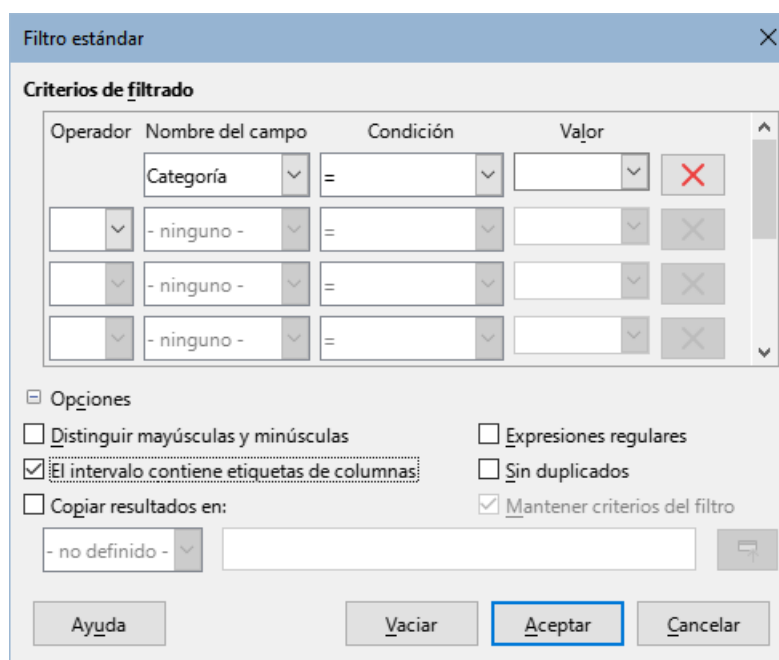 Filtro estándar
Criterios de filtrado
Operador Nombre del campo Condición Valor
Categoría =
- ninguno - =
- ninguno - =
- ninguno - =
Opciones
Distinguir mayúsculas y minúsculas Expresiones regulares
El intervalo contiene etiquetas de columnas Sin duplicados
Copiar resultados en: Mantener criterios del filtro
- no definido -
Ayuda Vaciar Aceptar Cancelar